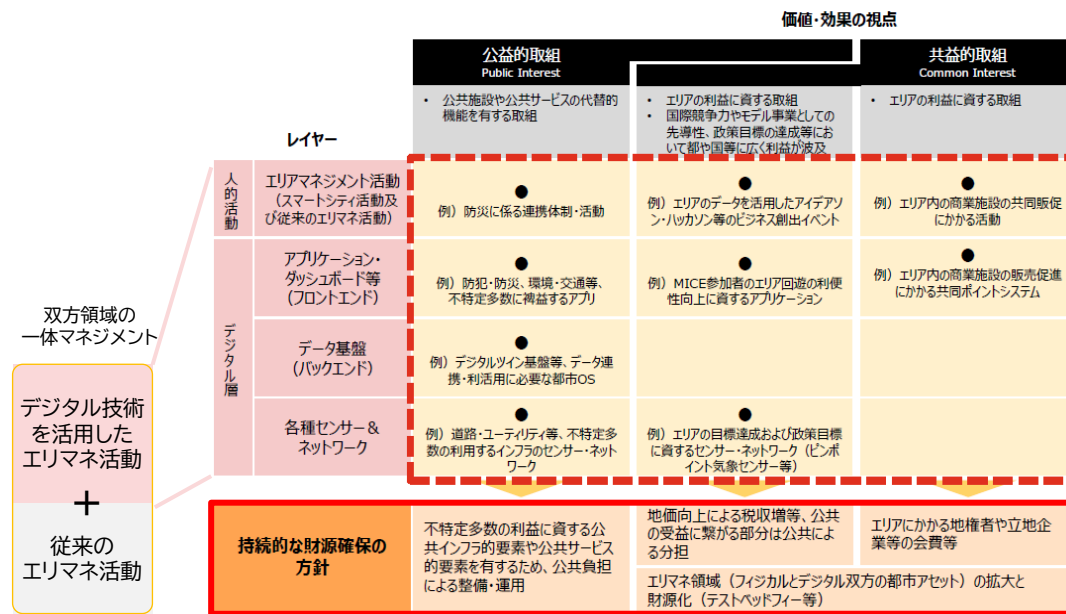 価値・効果の視点
公益的取組
Public Interest
共益的取組
Common Interest
• 公共施設や公共サービスの代替的
機能を有する取組
• エリアの利益に資する取組
• 国際競争力やモデル事業としての
先導性、政策目標の達成等にお
いて都や国等に広く利益が波及
• エリアの利益に資する取組
レイヤー
人的活動
エリアマネジメント活動
(スマートシティ活動及
び従来のエリマネ活動)
●
例)防災に係る連携体制・活動
●
例)エリアのデータを活用したアイデアソ
ン・ハッカソン等のビジネス創出イベント
●
例)エリア内の商業施設の共同販促
にかかる活動
デジタル層
アプリケーション・
ダッシュボード等
(フロントエンド)
●
例)防犯・防災、環境・交通等、
不特定多数に裨益するアプリ
●
例)MICE参加者のエリア回遊の利便
性向上に資するアプリケーション
●
例)エリア内の商業施設の販売促進
にかかる共同ポイントシステム
データ基盤
(バックエンド)
●
例)デジタルツイン基盤等、データ連
携・利活用に必要な都市OS
各種センサー&
ネットワーク
●
例)道路・ユーティリティ等、不特定多
数の利用するインフラのセンサー・ネット
ワーク
●
例)エリアの目標達成および政策目標
に資するセンサー・ネットワーク(ピンポ
イント気象センサー等)
双方領域の
一体マネジメント
デジタル技術
を活用した
エリマネ活動
+
従来の
エリマネ活動
持続的な財源確保の
方針
不特定多数の利益に資する公
共インフラ的要素や公共サービス
的要素を有するため、公共負担
による整備・運用
地価向上による税収増等、公共
の受益に繋がる部分は公共によ
る分担
エリアにかかる地権者や立地企
業等の会費等
エリマネ領域(フィジカルとデジタル双方の都市アセット)の拡大と
財源化(テストベッドフィー等)